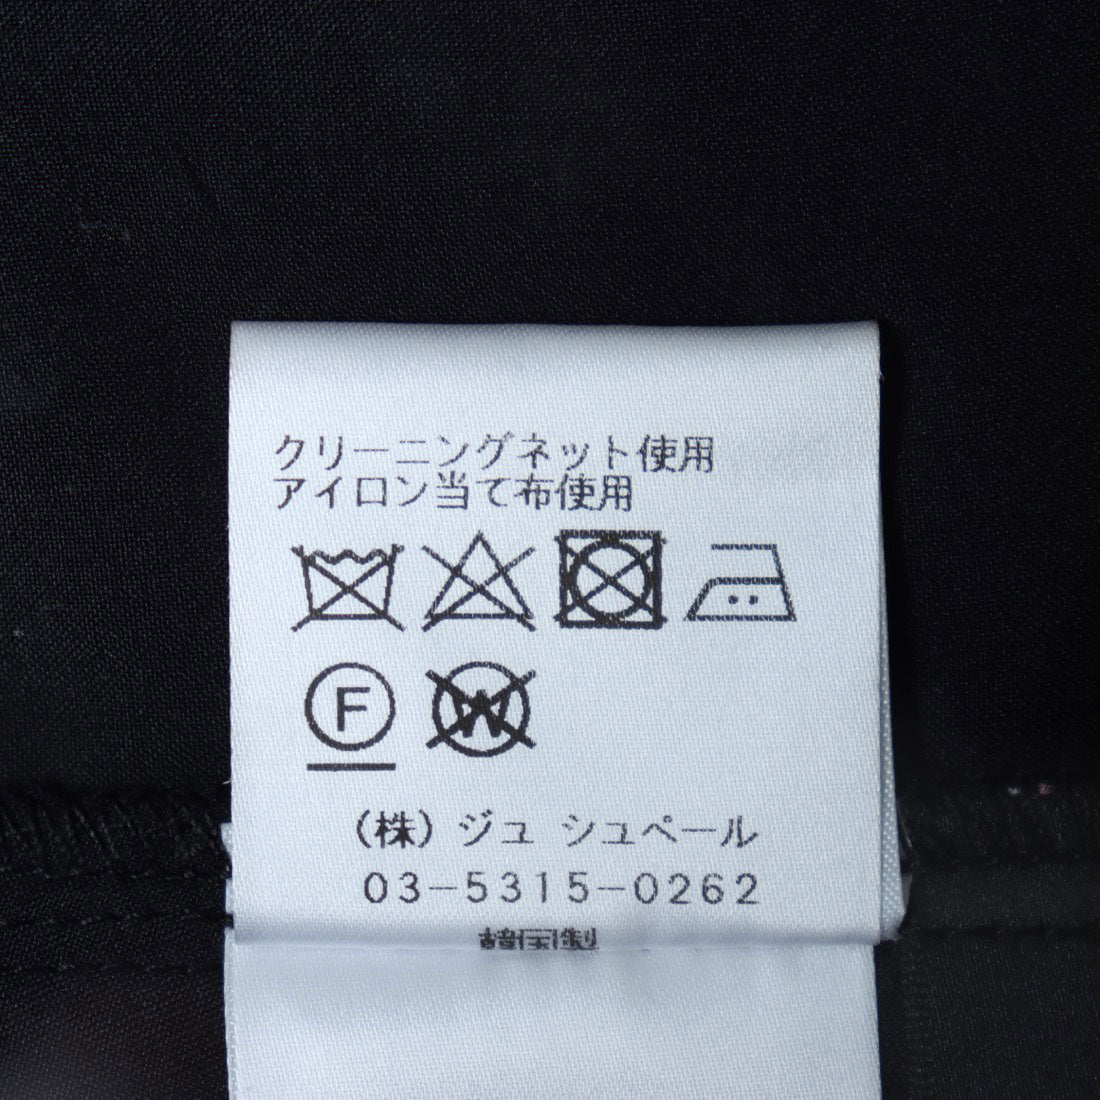 クリーニングネット使用
アイロン当て布使用
F
W
(株) ジュ シュペール
03-5315-0262
韓国製